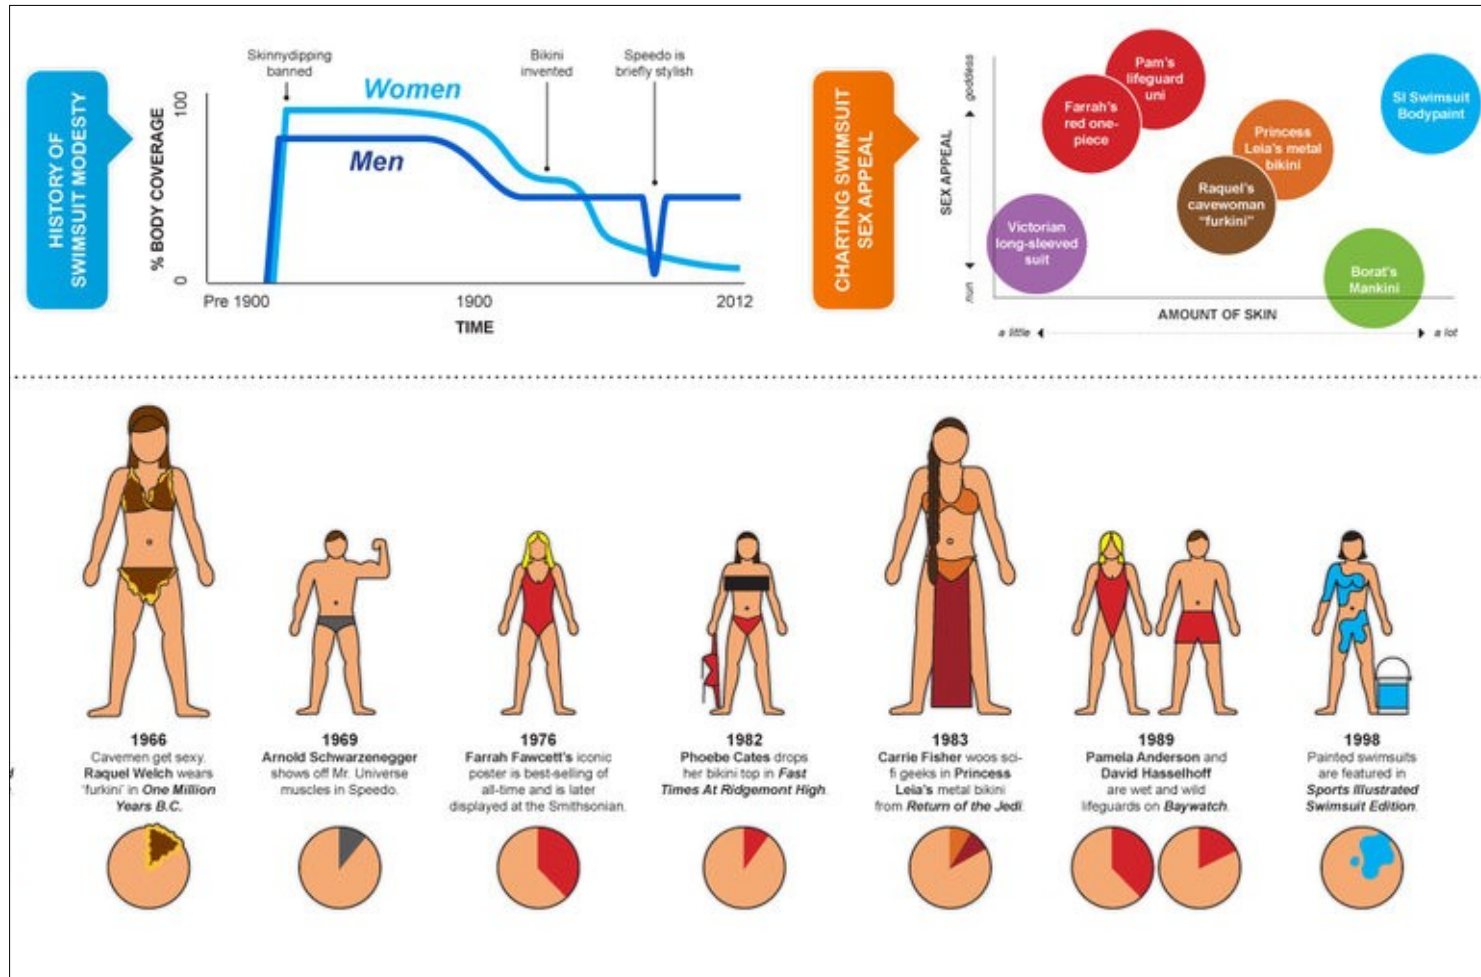 HISTORY OF
SWIMSUIT MODESTY
% BODY COVERAGE
100
0
Skinnydipping
banned
Women
Men
Bikini
invented
Speedo is
briefly stylish
Pre 1900
1900
2012
TIME
CHARTING SWIMSUIT
SEX APPEAL
SEX APPEAL
goddess
nun
Pam's
lifeguard
uni
Farrah's
red one-
piece
SI Swimsuit
Bodypaint
Princess
Leia's metal
bikini
Raquel's
cavewoman
"furkini"
Victorian
long-sleeved
suit
Borat's
Mankini
AMOUNT OF SKIN
a little
a lot
1966
Cavemen get sexy.
Raquel Welch wears
'furkini' in One Million
Years B.C.
1969
Arnold Schwarzenegger
shows off Mr. Universe
muscles in Speedo.
1976
Farrah Fawcett's iconic
poster is best-selling of
all-time and is later
displayed at the Smithsonian.
1982
Phoebe Cates drops
her bikini top in Fast
Times At Ridgemont High.
1983
Carrie Fisher woos sci-
fi geeks in Princess
Leia's metal bikini
from Return of the Jedi.
1989
Pamela Anderson and
David Hasselhoff
are wet and wild
lifeguards on Baywatch.
1998
Painted swimsuits
are featured in
Sports Illustrated
Swimsuit Edition.